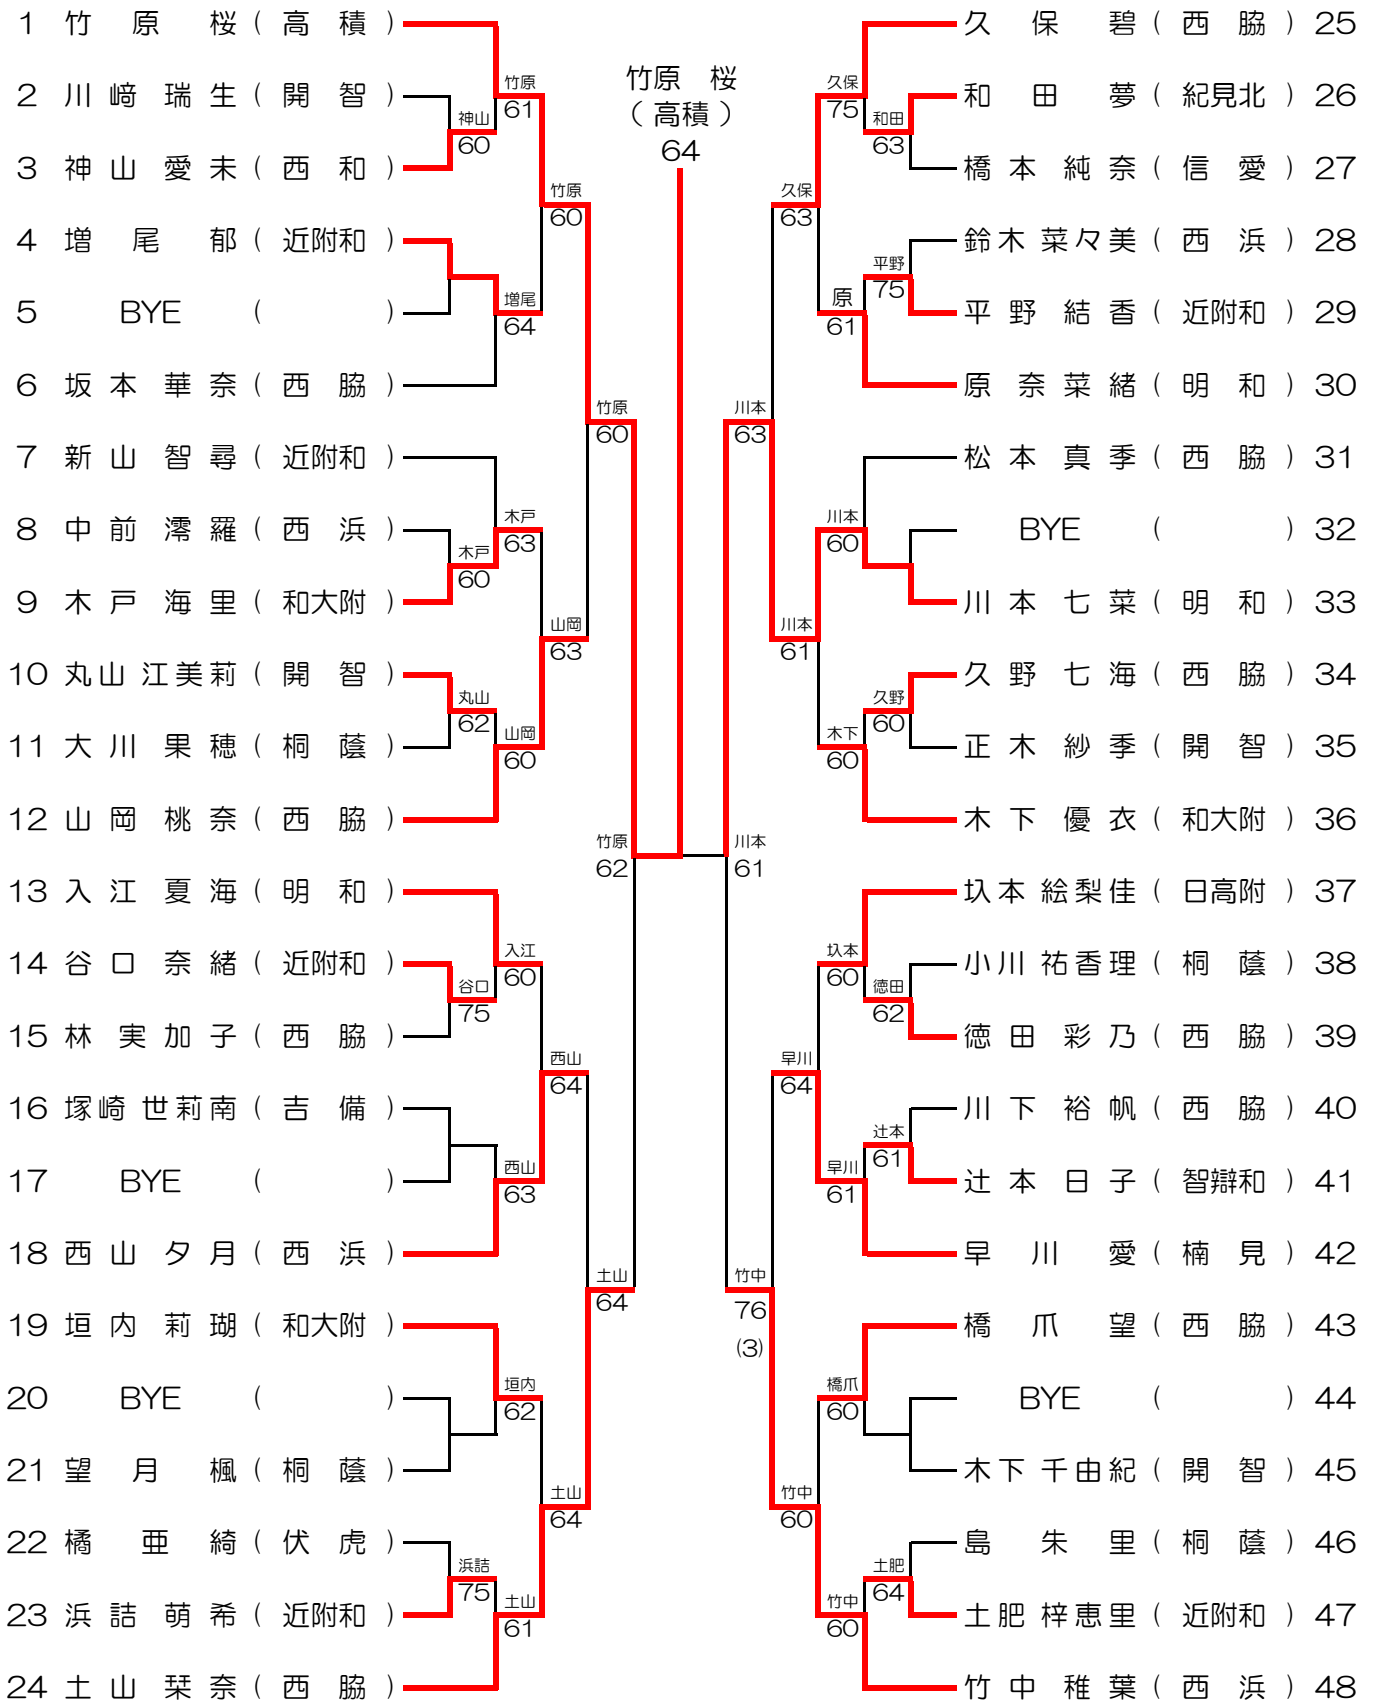 1 竹原 桜 ( 高積 )
2 川﨑 瑞生 ( 開智 )
3 神山 愛未 ( 西和 )
4 増尾 郁 ( 近附和 )
5 BYE ( )
6 坂本 華奈 ( 西脇 )
7 新山 智尋 ( 近附和 )
8 中前 澪羅 ( 西浜 )
9 木戸 海里 ( 和大附 )
10 丸山 江美莉 ( 開智 )
11 大川 果穂 ( 桐蔭 )
12 山岡 桃奈 ( 西脇 )
13 入江 夏海 ( 明和 )
14 谷口 奈緒 ( 近附和 )
15 林 実加子 ( 西脇 )
16 塚崎 世莉南 ( 吉備 )
17 BYE ( )
18 西山 夕月 ( 西浜 )
19 垣内 莉瑚 ( 和大附 )
20 BYE ( )
21 望月 楓 ( 桐蔭 )
22 橘 亜綺 ( 伏虎 )
23 浜詰 萌希 ( 近附和 )
24 土山 栞奈 ( 西脇 )
神山
60
木戸
60
丸山
62
谷口
75
浜詰
75
竹原
61
増尾
64
木戸
63
山岡
60
入江
60
西山
63
垣内
62
土山
61
竹原
60
山岡
63
西山
64
土山
64
竹原
60
土山
64
竹原
62
竹原 桜
( 高積 )
64
川本
61
川本
63
竹中
76
(3)
久保
63
川本
61
早川
64
竹中
60
久保
75
原
61
川本
60
木下
60
圦本
60
早川
61
橋爪
60
竹中
60
和田
63
平野
75
久野
60
徳田
62
辻本
61
土肥
64
久保 碧 ( 西脇 ) 25
和田 夢 ( 紀見北 ) 26
橋本 純奈 ( 信愛 ) 27
鈴木 菜々美 ( 西浜 ) 28
平野 結香 ( 近附和 ) 29
原 奈菜緒 ( 明和 ) 30
松本 真季 ( 西脇 ) 31
BYE ( ) 32
川本 七菜 ( 明和 ) 33
久野 七海 ( 西脇 ) 34
正木 紗季 ( 開智 ) 35
木下 優衣 ( 和大附 ) 36
圦本 絵梨佳 ( 日高附 ) 37
小川 祐香理 ( 桐蔭 ) 38
徳田 彩乃 ( 西脇 ) 39
川下 裕帆 ( 西脇 ) 40
辻本 日子 ( 智辯和 ) 41
早川 愛 ( 楠見 ) 42
橋爪 望 ( 西脇 ) 43
BYE ( ) 44
木下 千由紀 ( 開智 ) 45
島 朱里 ( 桐蔭 ) 46
土肥 梓恵里 ( 近附和 ) 47
竹中 稚葉 ( 西浜 ) 48